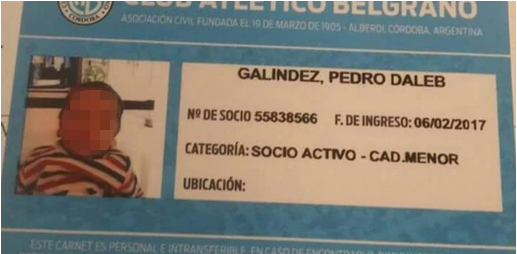 CLUB ATLÉTICO BELGRANO
ASOCIACIÓN CIVIL FUNDADA EL 19 DE MARZO DE 1905 - ALBERDI, CÓRDOBA, ARGENTINA
CÓRDOBA
GALINDEZ, PEDRO DALEB
Nº DE SOCIO 55838566 F. DE INGRESO: 06/02/2017
CATEGORÍA: SOCIO ACTIVO - CAD.MENOR
UBICACIÓN:
ESTE CARNET ES PERSONAL E INTRANSFERIBLE, EN CASO DE ENCONTRARLO